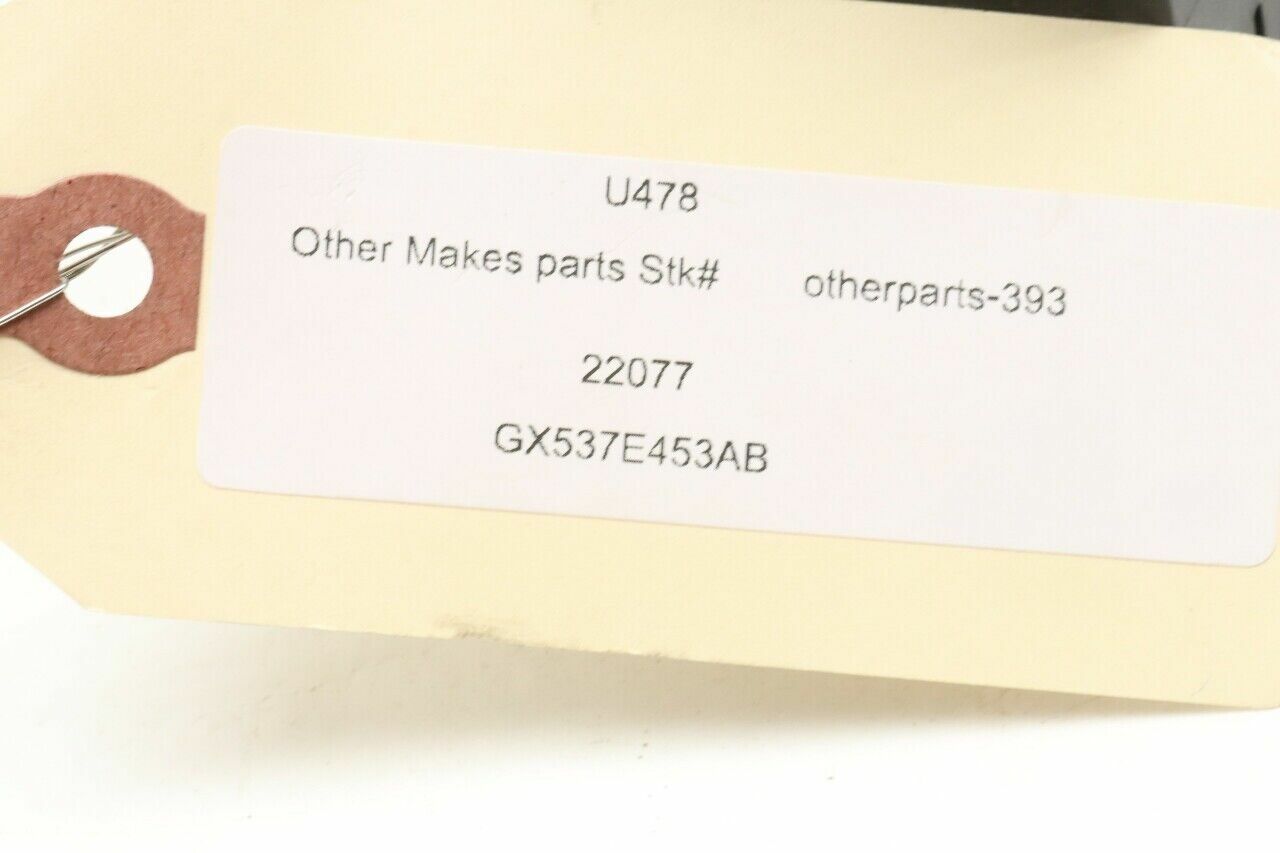 U478
Other Makes parts Stk# otherparts-393
22077
GX537E453AB